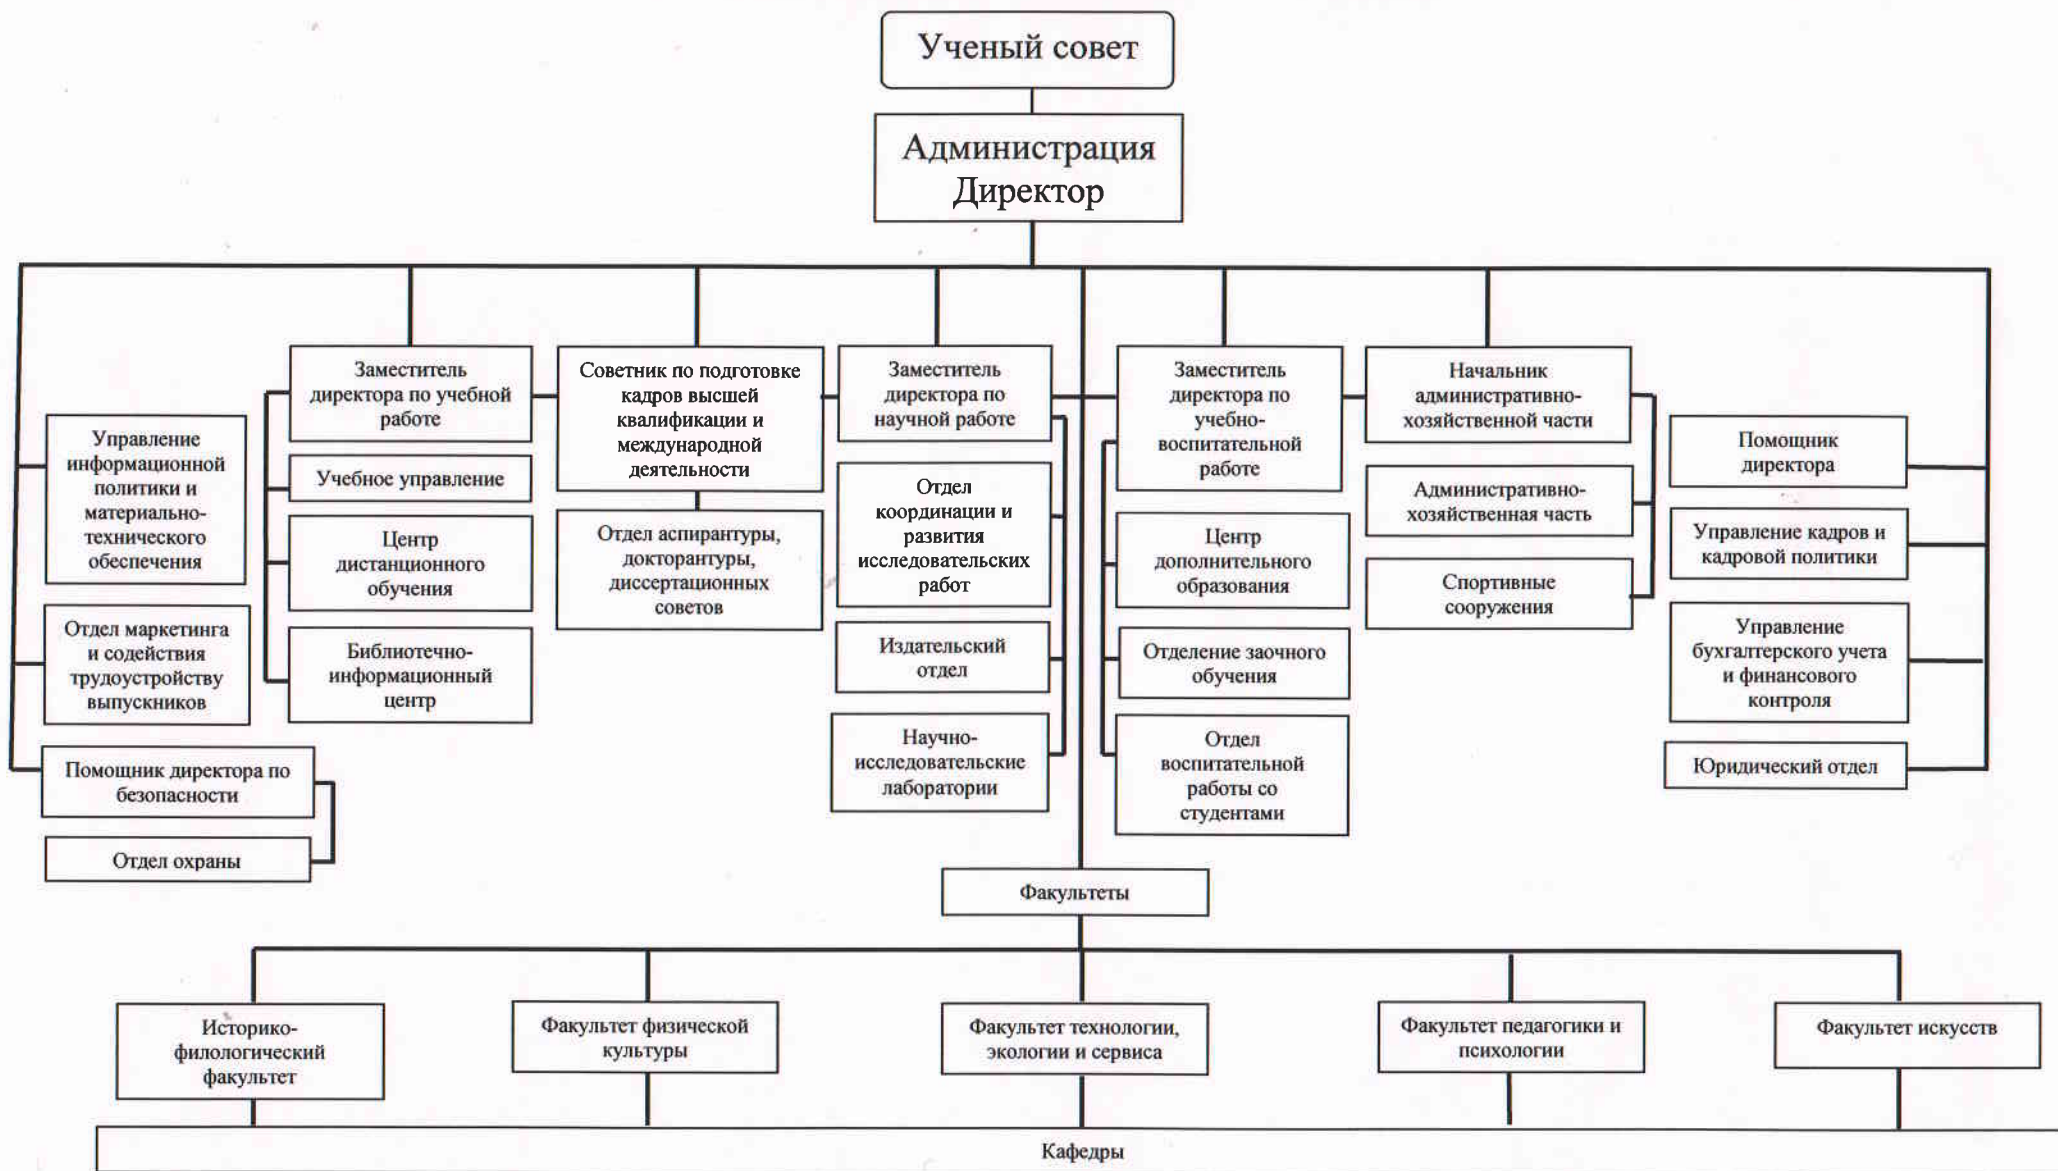 Ученый совет
Администрация
Директор
Заместитель
директора по учебной
работе
Советник по подготовке
кадров высшей
квалификации и
международной
деятельности
Заместитель
директора по
научной работе
Заместитель
директора по
учебно-
воспитательной
работе
Начальник
административно-
хозяйственной части
Управление
информационной
политики и
материально-
технического
обеспечения
Отдел маркетинга
и содействия
трудоустройству
выпускников
Помощник директора по
безопасности
Отдел охраны
Учебное управление
Центр
дистанционного
обучения
Библиотечно-
информационный
центр
Отдел аспирантуры,
докторантуры,
диссертационных
советов
Отдел
координации и
развития
исследовательских
работ
Издательский
отдел
Научно-
исследовательские
лаборатории
Центр
дополнительного
образования
Отделение заочного
обучения
Отдел
воспитательной
работы со
студентами
Административно-
хозяйственная часть
Спортивные
сооружения
Помощник
директора
Управление кадров и
кадровой политики
Управление
бухгалтерского учета
и финансового
контроля
Юридический отдел
Факультеты
Историко-
филологический
факультет
Факультет физической
культуры
Факультет технологии,
экологии и сервиса
Факультет педагогики и
психологии
Факультет искусств
Кафедры